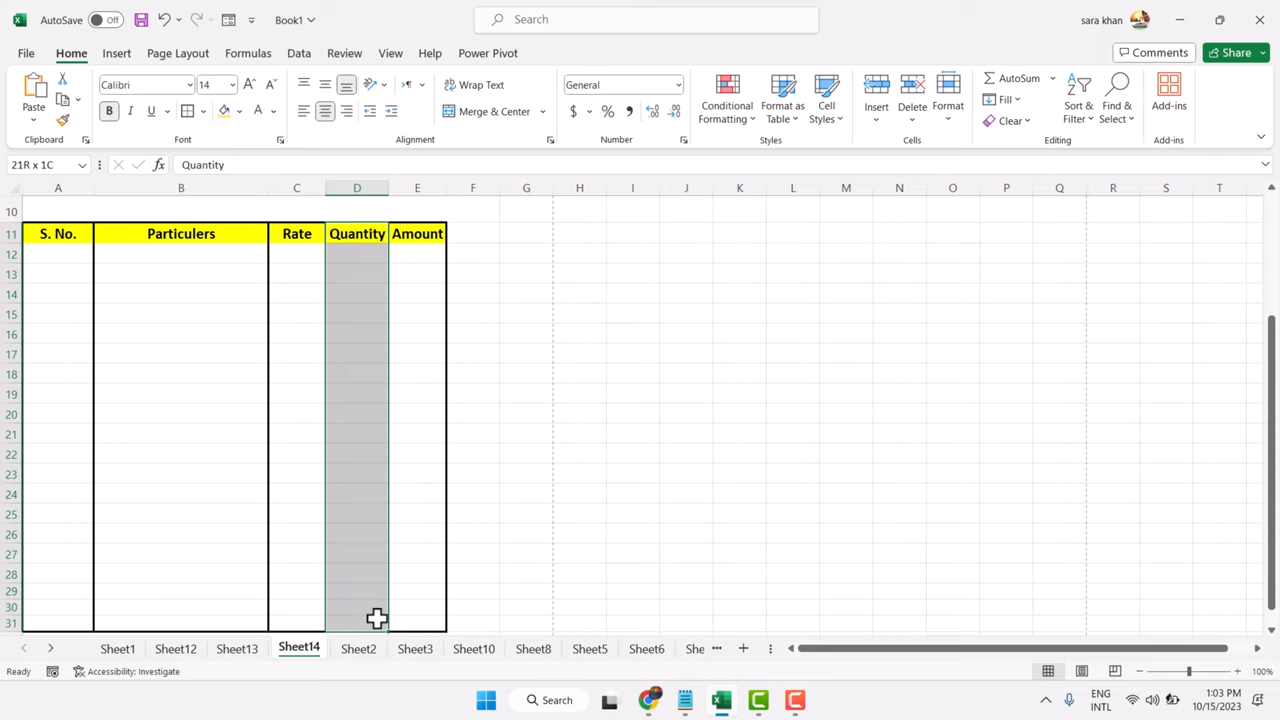 AutoSave Off Book1 Search sara khan
File Home Insert Page Layout Formulas Data Review View Help Power Pivot Comments Share
Paste Calibri 14 Wrap Text General Conditional Formatting Format as Table Cell Styles Insert Delete Format AutoSum Sort & Filter Find & Select Add-ins
B I U A Merge & Center $ % Fill
Clear
Clipboard Font Alignment Number Styles Cells Editing Add-ins
21R x 1C fx Quantity
A B C D E F G H I J K L M N O P Q R S T
10
11 S. No. Particulers Rate Quantity Amount
12
13
14
15
16
17
18
19
20
21
22
23
24
25
26
27
28
29
30
31
Sheet1 Sheet12 Sheet13 Sheet14 Sheet2 Sheet3 Sheet10 Sheet8 Sheet5 Sheet6 She ...
Ready Accessibility: Investigate 100%
Search ENG INTL 1:03 PM 10/15/2023